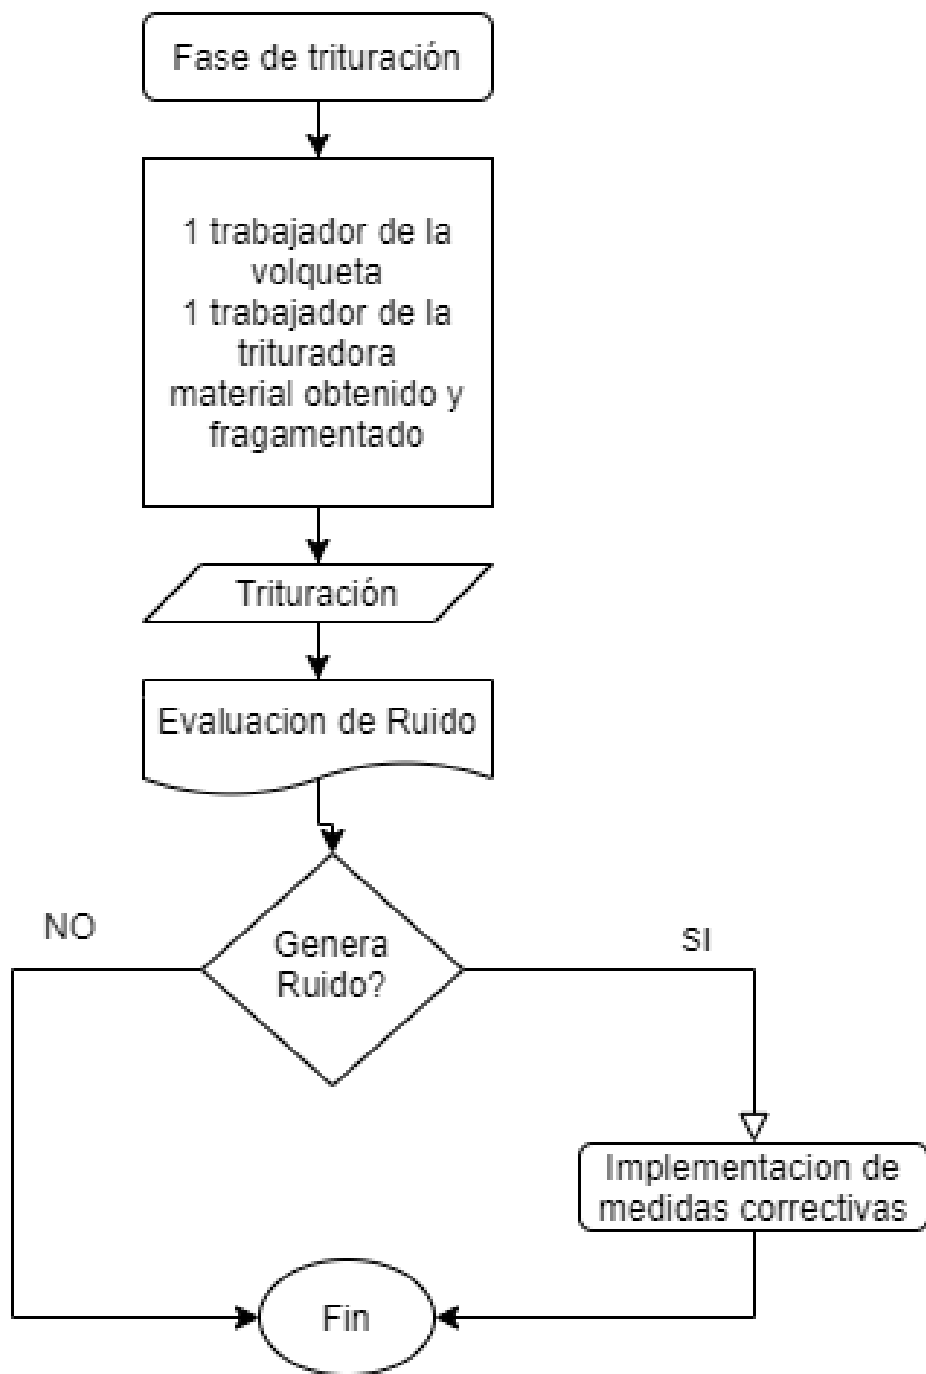 Fase de trituración
1 trabajador de la
volqueta
1 trabajador de la
trituradora
material obtenido y
fragamentado
Trituración
Evaluacion de Ruido
NO
Genera
Ruido?
SI
Implementacion de
medidas correctivas
Fin